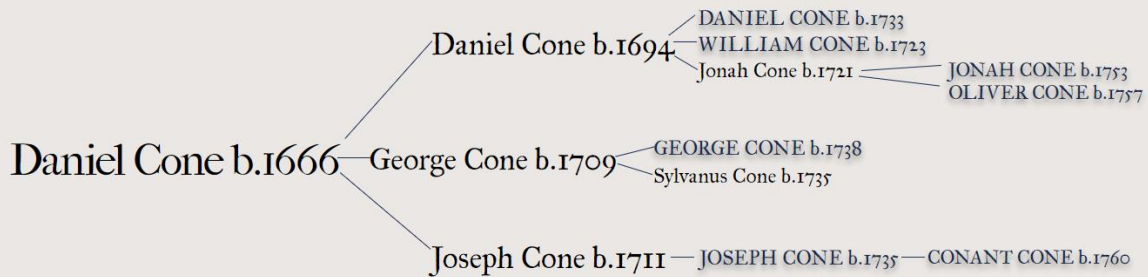 DANIEL CONE b.1733
Daniel Cone b.1694
WILLIAM CONE b.1723
Jonah Cone b.1721
JONAH CONE b.1753
OLIVER CONE b.1757
Daniel Cone b.1666
George Cone b.1709
GEORGE CONE b.1738
Sylvanus Cone b.1735
Joseph Cone b.1711
JOSEPH CONE b.1735
CONANT CONE b.1760